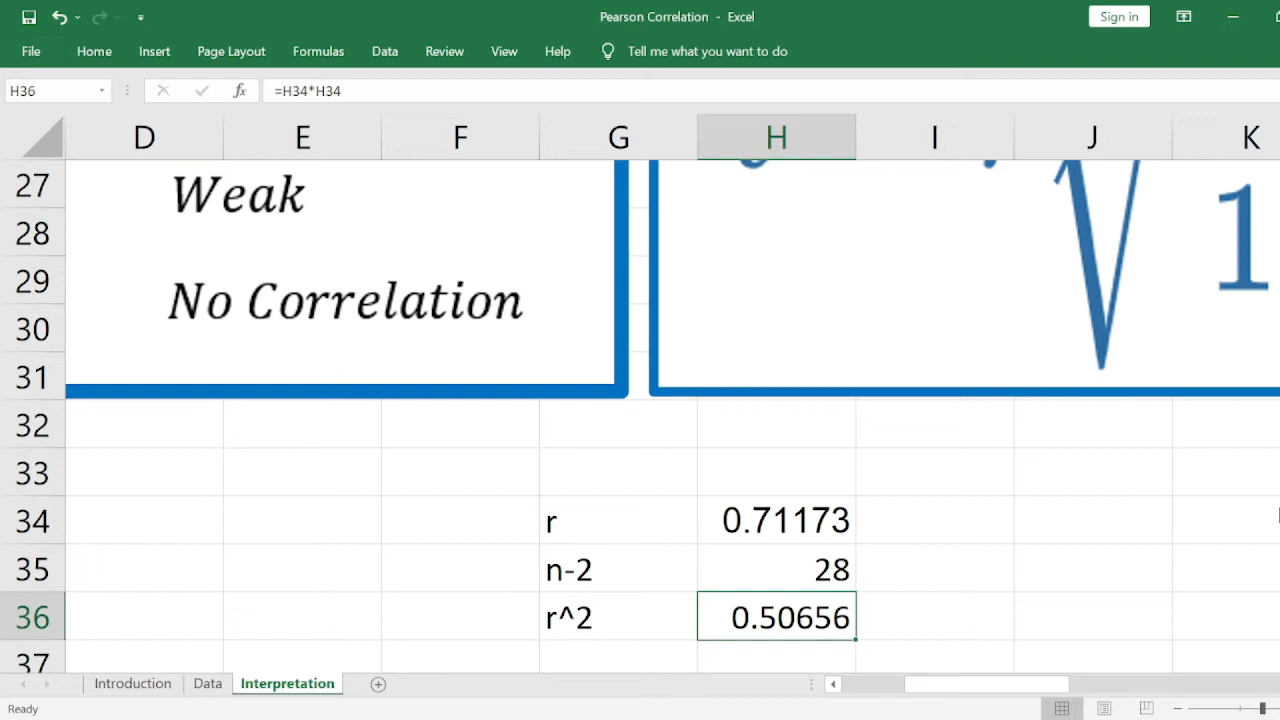 Pearson Correlation - Excel
Sign in
File Home Insert Page Layout Formulas Data Review View Help Tell me what you want to do
H36 fx =H34*H34
D E F G H I J K
27 Weak
28
29 No Correlation
30
31
32
33
34 r 0.71173
35 n-2 28
36 r^2 0.50656
37
1
Introduction Data Interpretation
Ready